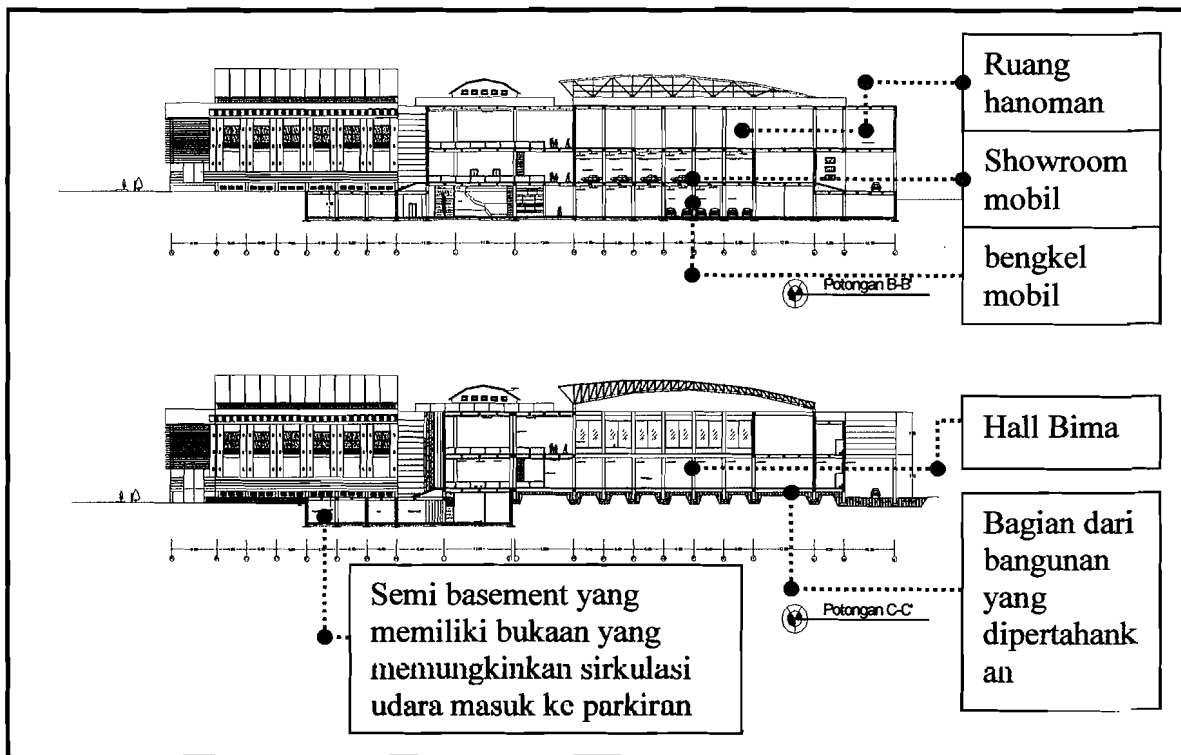 Ruang
hanoman
Showroom
mobil
bengkel
mobil
Potongan B-B'
Hall Bima
Bagian dari
bangunan
yang
dipertahank
an
Potongan C-C'
Semi basement yang
memiliki bukaan yang
memungkinkan sirkulasi
udara masuk ke parkiran